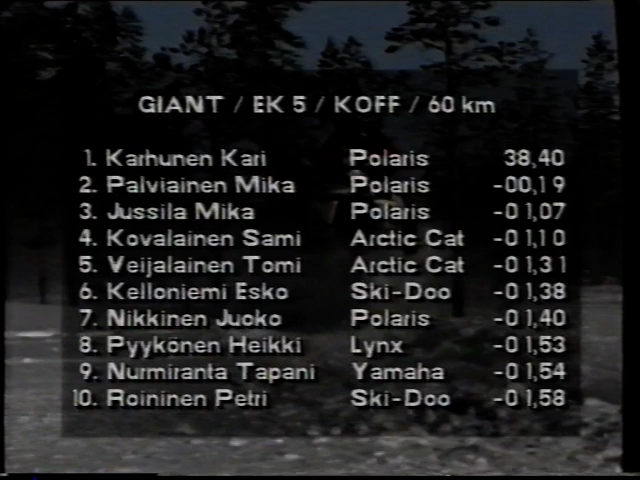 GIANT / EK 5 / KOFF / 60 km
1. Karhunen Kari Polaris 38,40
2. Palviainen Mika Polaris -00,19
3. Jussila Mika Polaris -01,07
4. Kovalainen Sami Arctic Cat -01,10
5. Veijalainen Tomi Arctic Cat -01,31
6. Kelloniemi Esko Ski-Doo -01,38
7. Nikkinen Juoko Polaris -01,40
8. Pyykönen Heikki Lynx -01,53
9. Nurmiranta Tapani Yamaha -01,54
10. Roininen Petri Ski-Doo -01,58